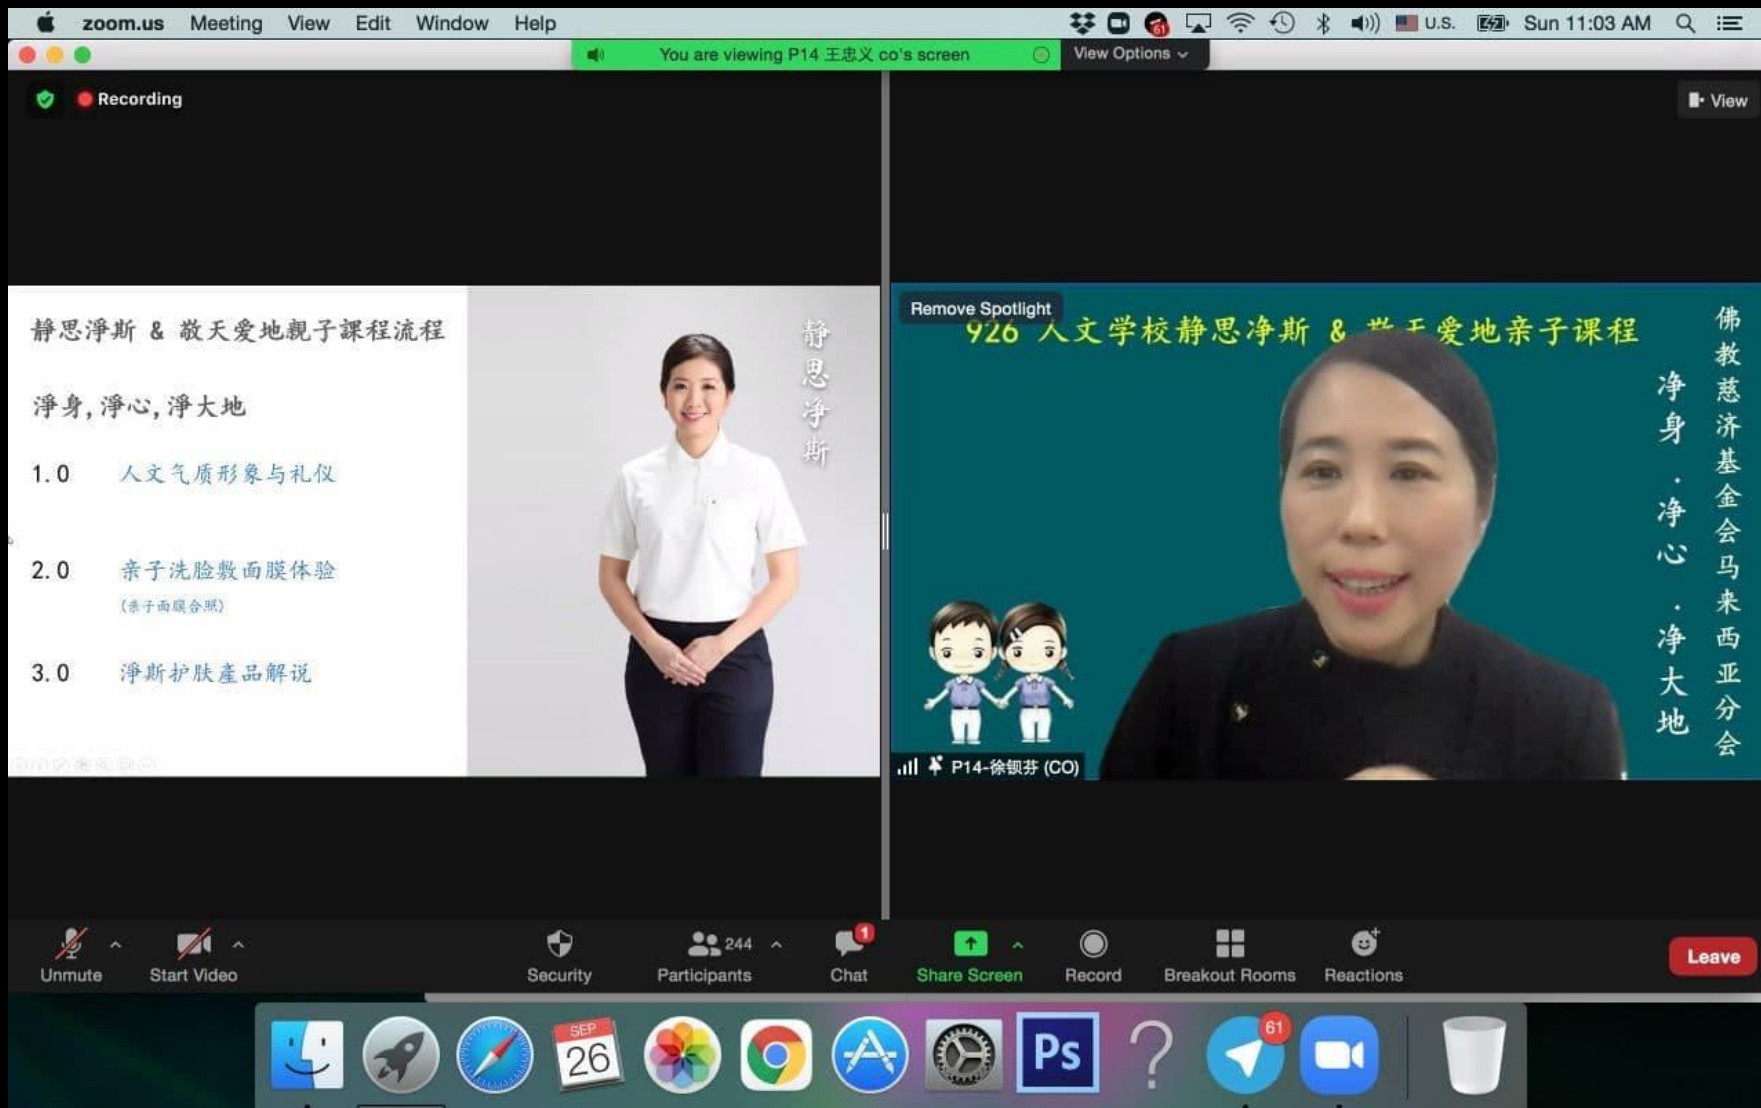 zoom.us Meeting View Edit Window Help
61
U.S.
Sun 11:03 AM
You are viewing P14 王忠义 co's screen
View Options
Recording
View
靜思淨斯 & 敬天爱地親子課程流程
淨身,淨心,淨大地
1.0 人文气质形象与礼仪
2.0 亲子洗脸敷面膜体验
(亲子面膜合照)
3.0 淨斯护肤產品解说
静思净斯
Remove Spotlight
926 人文学校静思净斯 & 敬天爱地亲子课程
净身.净心.净大地
佛教慈济基金会马来西亚分会
P14-徐钡芬 (CO)
Unmute
Start Video
Security
244
Participants
1
Chat
Share Screen
Record
Breakout Rooms
Reactions
Leave
SEP
26
Ps
61